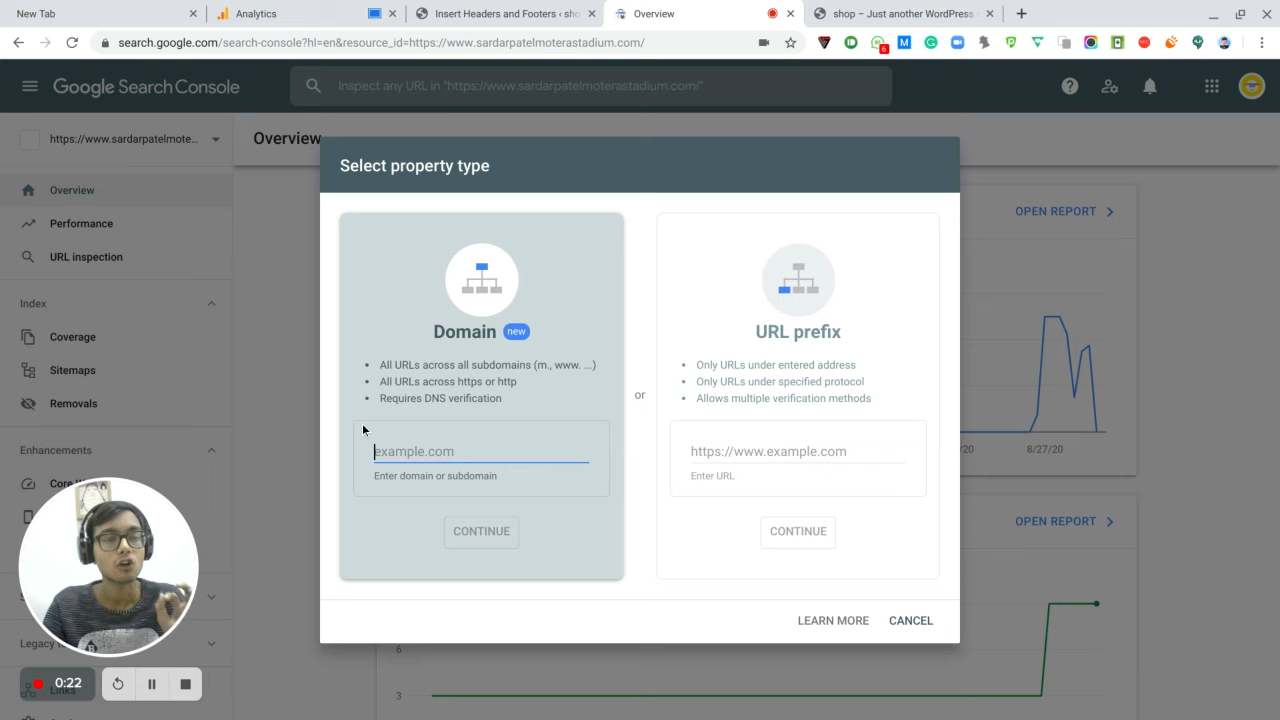 New Tab
Analytics
Insert Headers and Footers ‹ sho
Overview
shop – Just another WordPress
search.google.com/search-console?hl=en&resource_id=https://www.sardarpatelmoterastadium.com/
6
Google Search Console
Inspect any URL in "https://www.sardarpatelmoterastadium.com/"
https://www.sardarpatelmote...
Overview
Overview
Performance
URL inspection
Index
Coverage
Sitemaps
Removals
Enhancements
Core
Legacy
Links
0:22
Select property type
Domain new
All URLs across all subdomains (m., www. ...)
All URLs across https or http
Requires DNS verification
example.com
Enter domain or subdomain
CONTINUE
or
URL prefix
Only URLs under entered address
Only URLs under specified protocol
Allows multiple verification methods
https://www.example.com
Enter URL
CONTINUE
LEARN MORE
CANCEL
OPEN REPORT
/20
8/27/20
OPEN REPORT
6
3